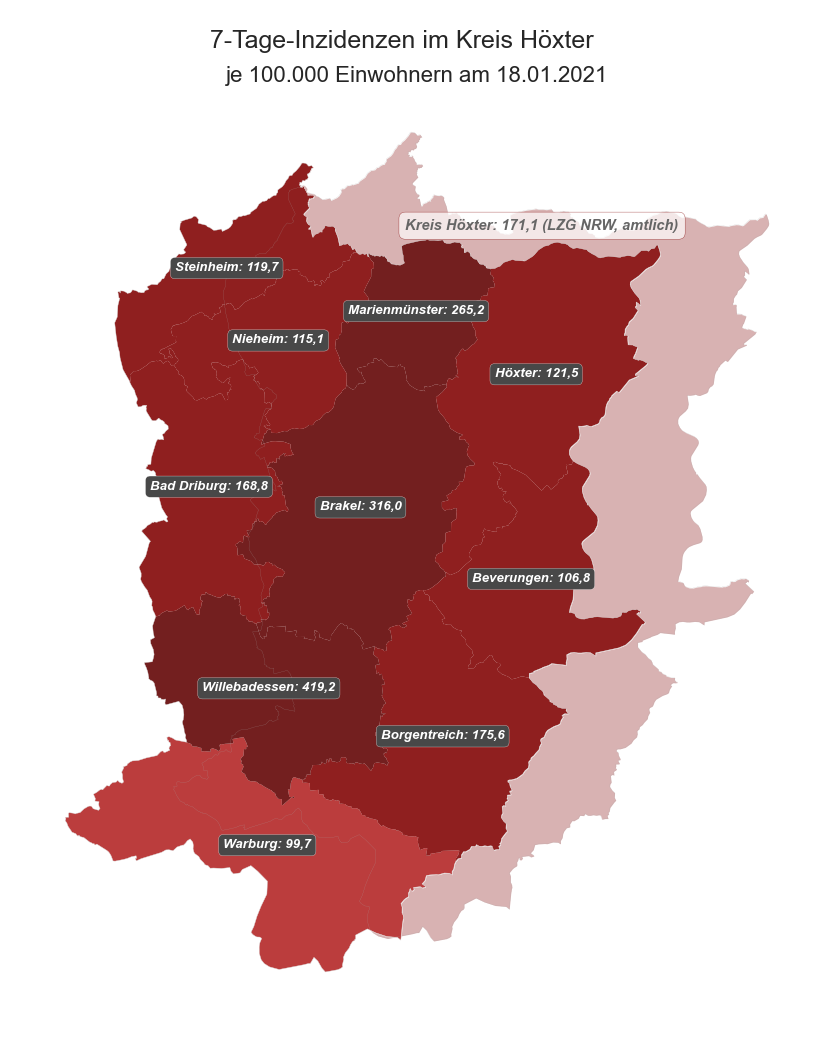 7-Tage-Inzidenzen im Kreis Höxter
je 100.000 Einwohnern am 18.01.2021
Kreis Höxter: 171,1 (LZG NRW, amtlich)
Steinheim: 119,7
Marienmünster: 265,2
Nieheim: 115,1
Höxter: 121,5
Bad Driburg: 168,8
Brakel: 316,0
Beverungen: 106,8
Willebadessen: 419,2
Borgentreich: 175,6
Warburg: 99,7